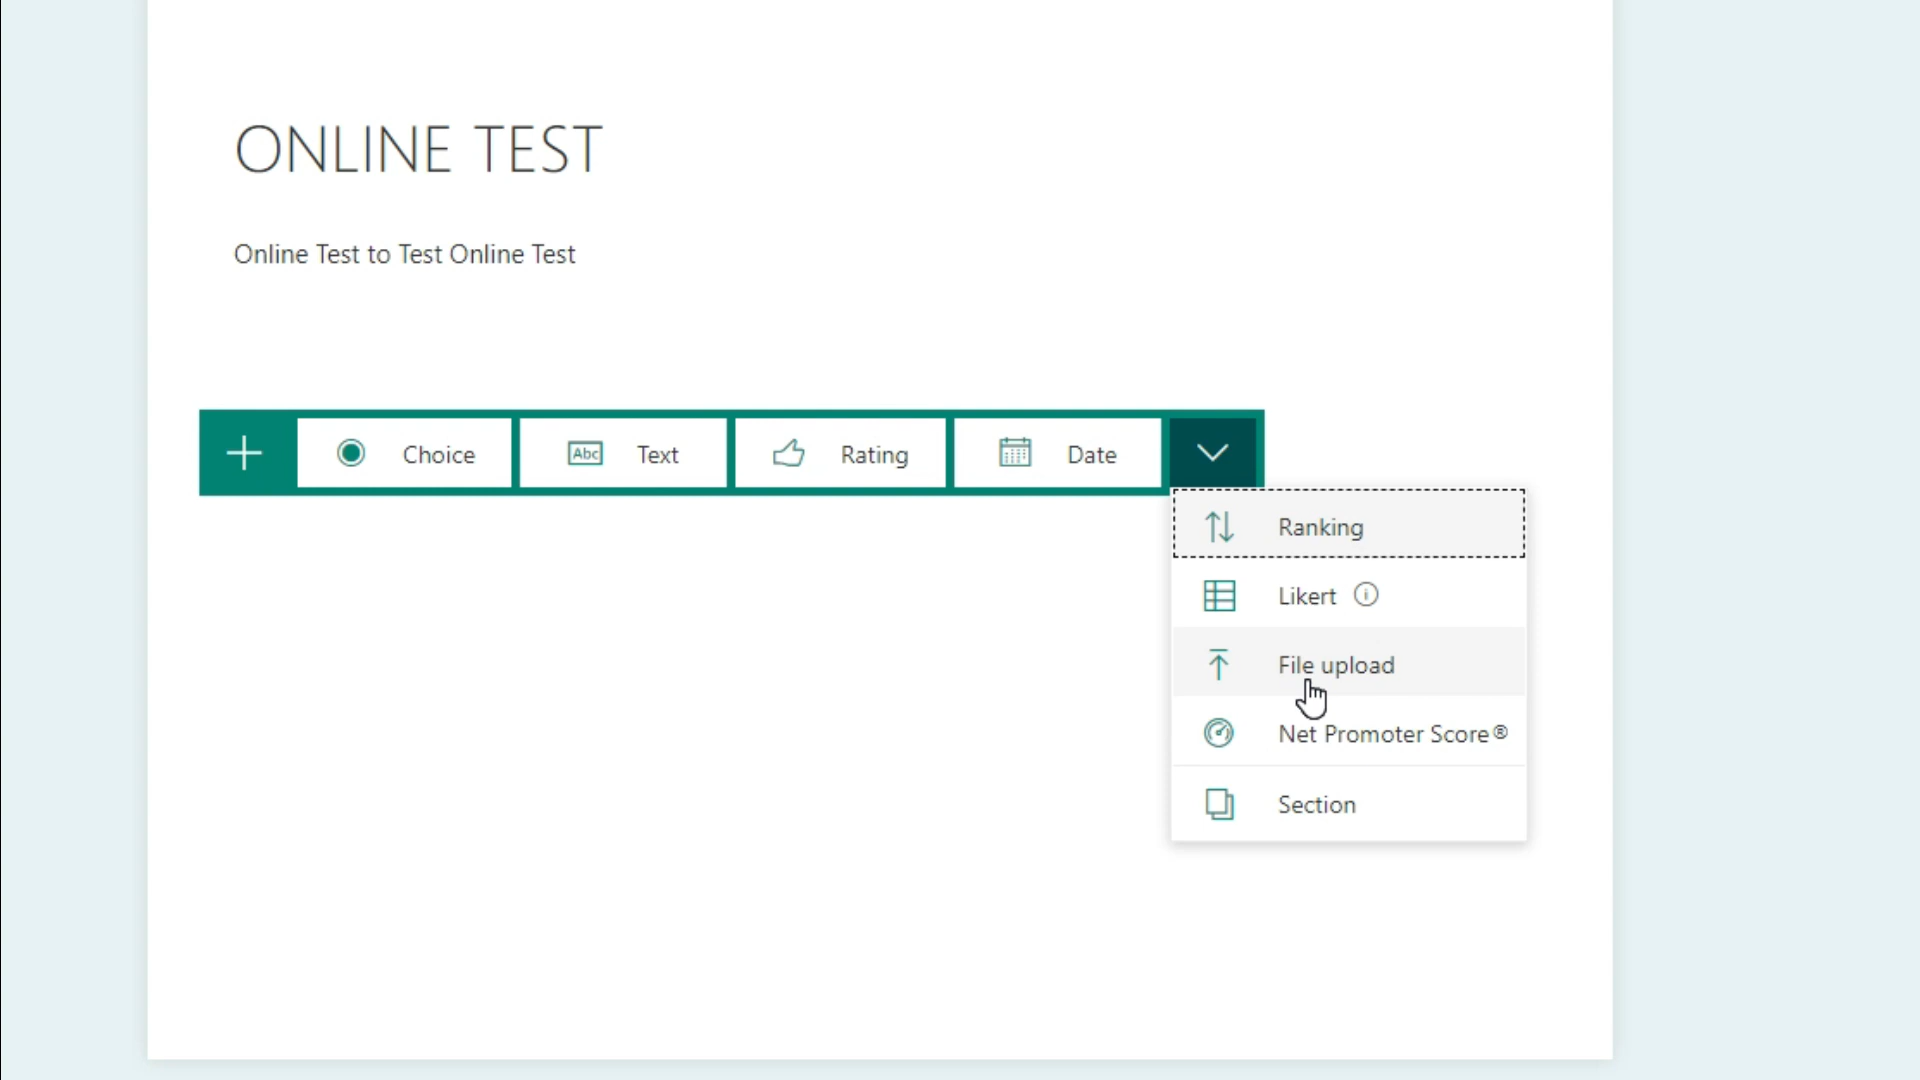 ONLINE TEST
Online Test to Test Online Test
Choice
Abc
Text
Rating
Date
Ranking
Likert
File upload
Net Promoter Score®
Section